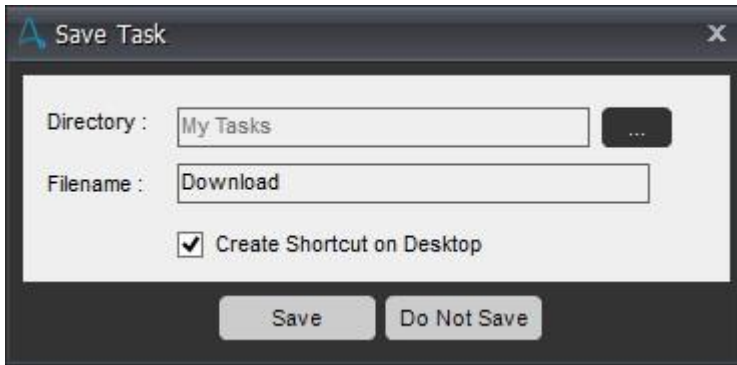 Save Task x
Directory : My Tasks ...
Filename : Download
Create Shortcut on Desktop
Save Do Not Save